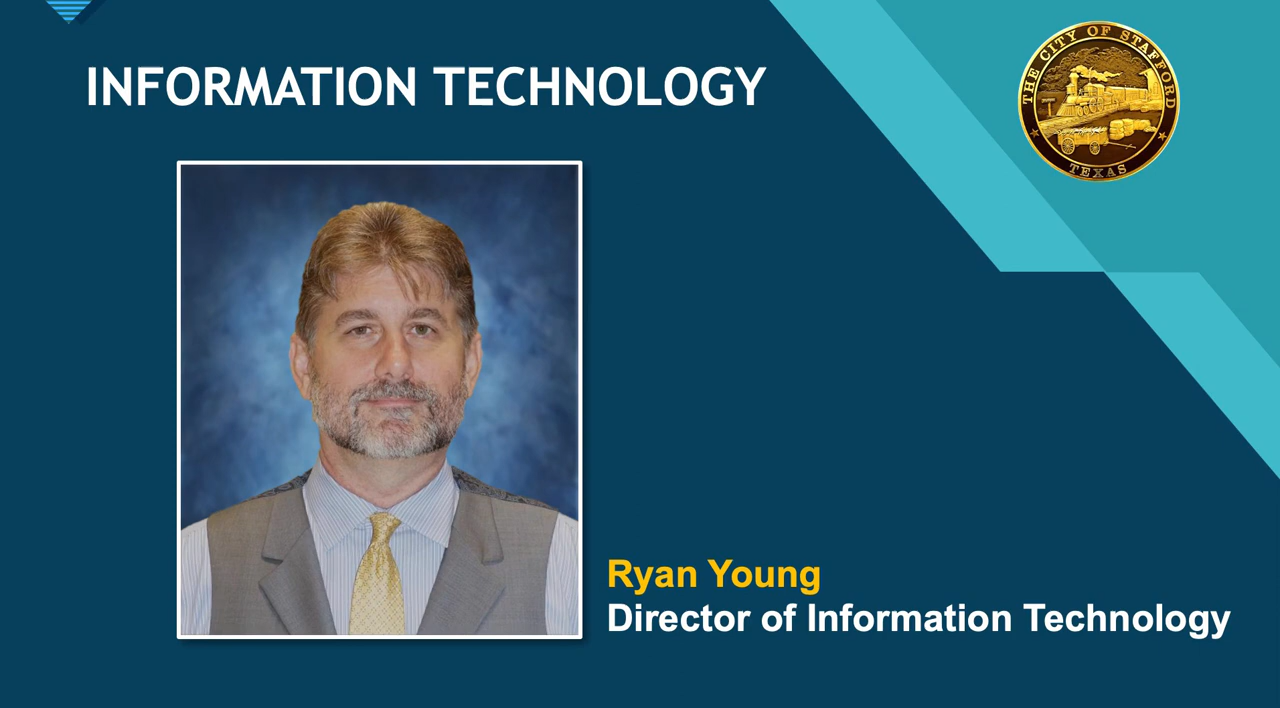 INFORMATION TECHNOLOGY
THE CITY OF STAFFORD
TEXAS
Ryan Young
Director of Information Technology